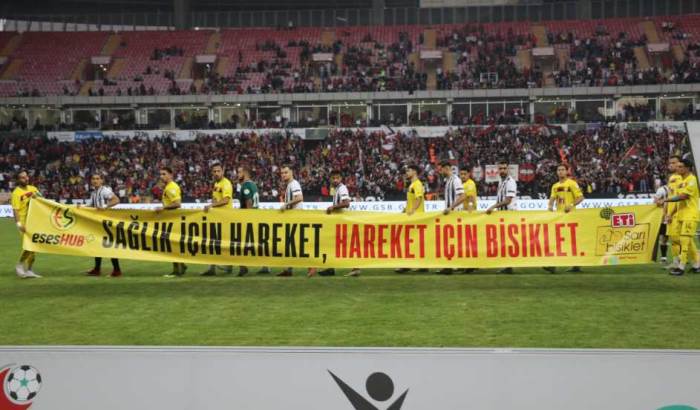 esesHUB
SAĞLIK İÇİN HAREKET, HAREKET İÇİN BİSİKLET.
ETİ
Sarı
Bisiklet